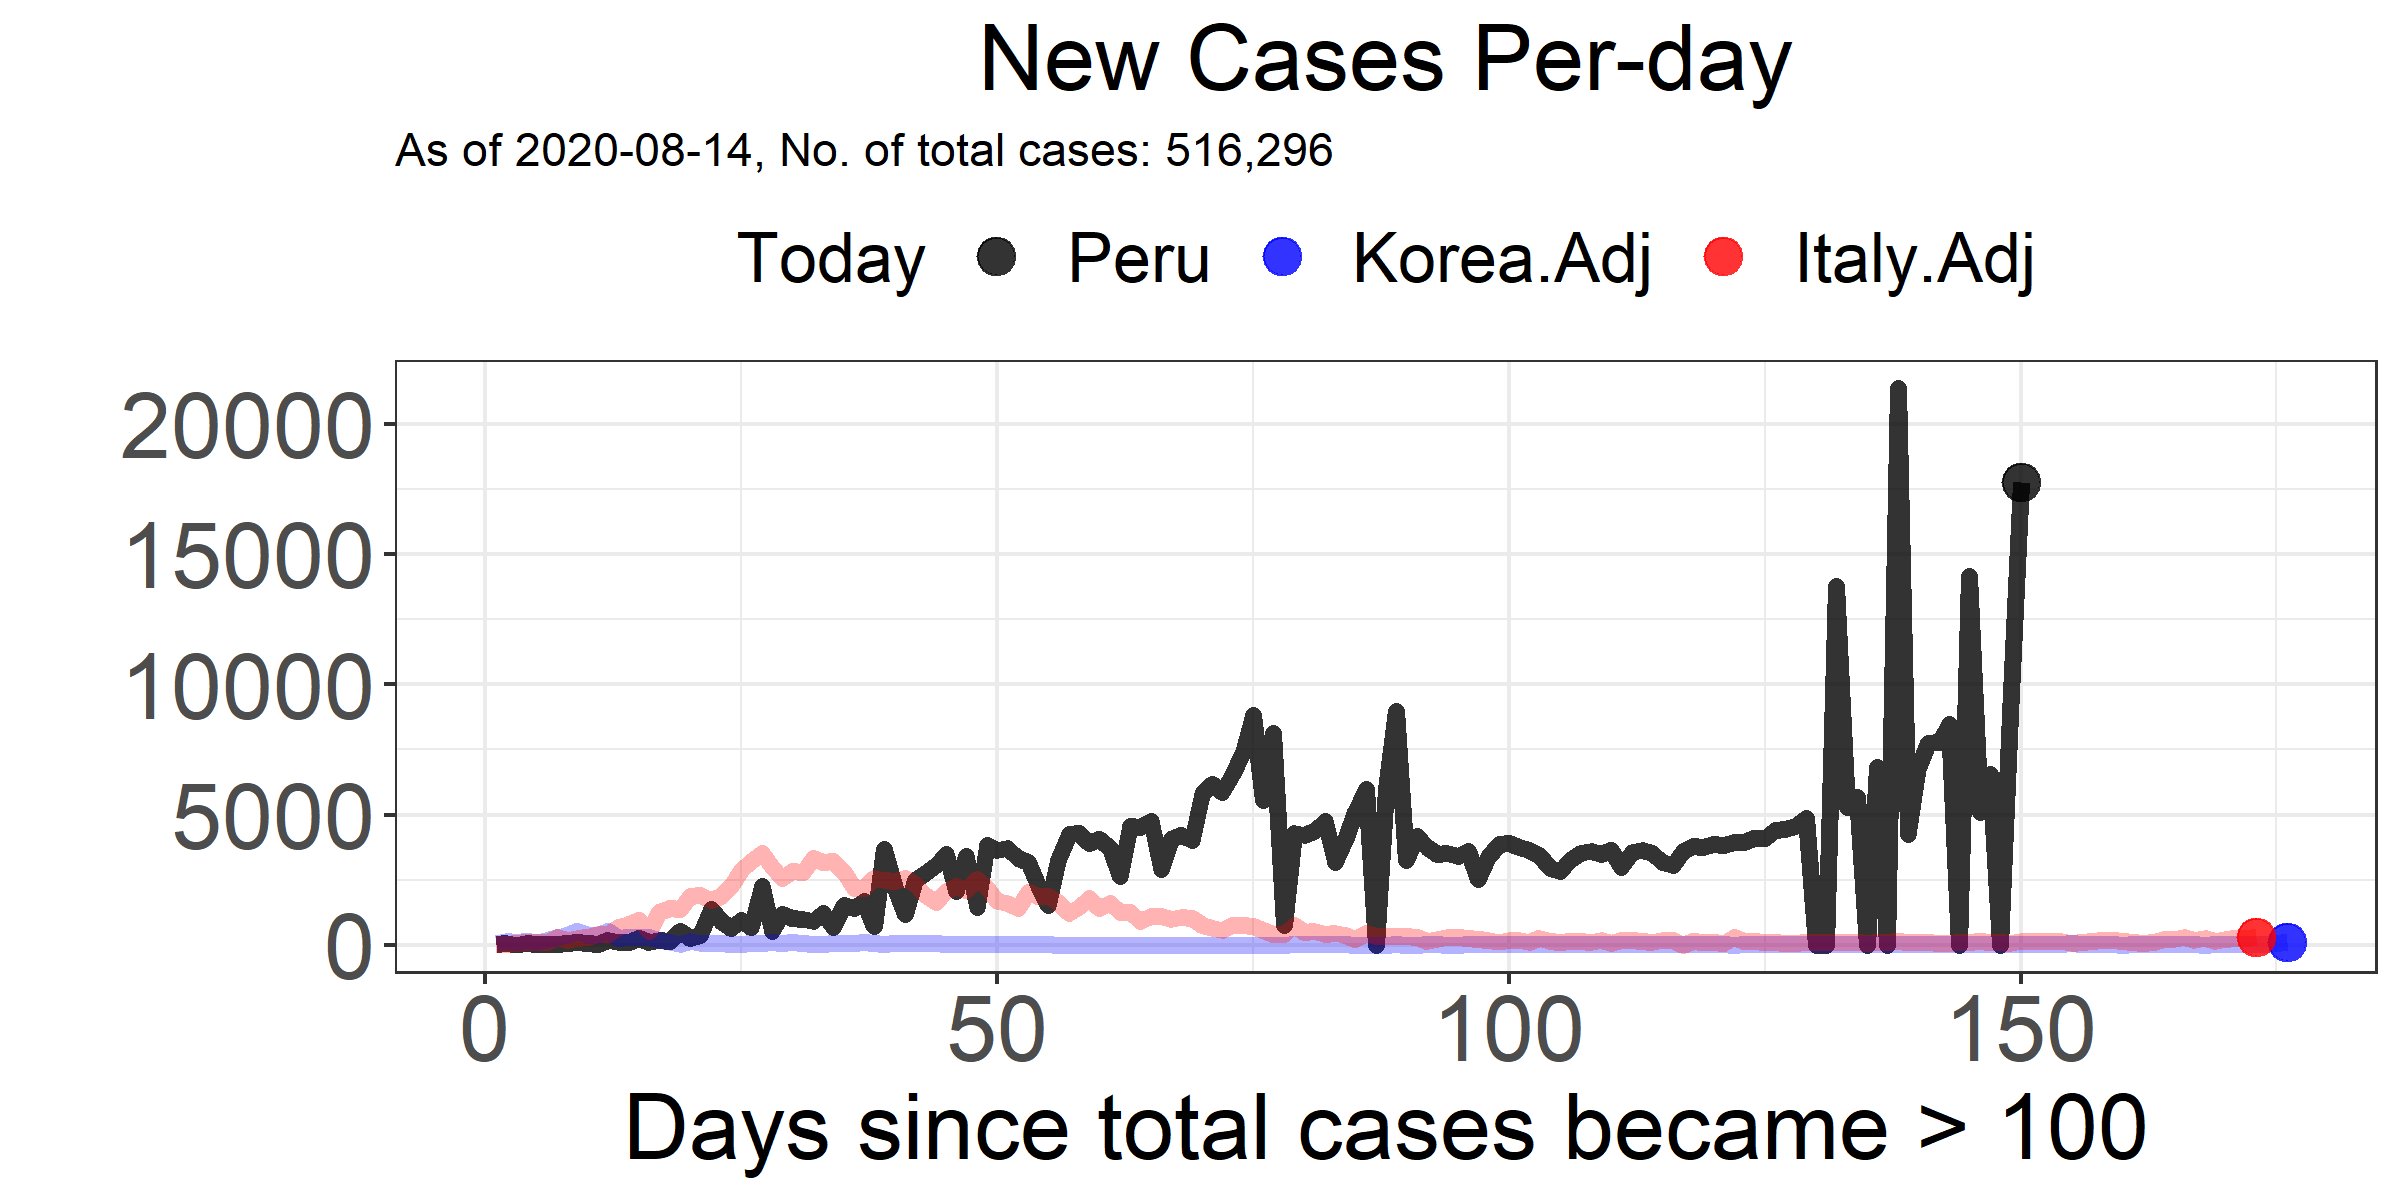 New Cases Per-day
As of 2020-08-14, No. of total cases: 516,296
Today Peru Korea.Adj Italy.Adj
20000
15000
10000
5000
0
0 50 100 150
Days since total cases became > 100